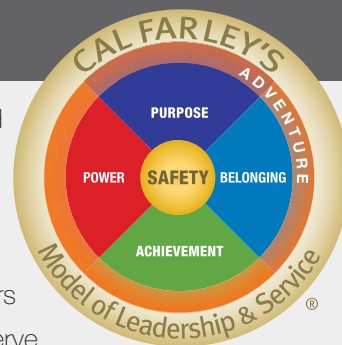 CAL FARLEY'S
ADVENTURE
PURPOSE
POWER
SAFETY
BELONGING
ACHIEVEMENT
Model of Leadership & Service
®